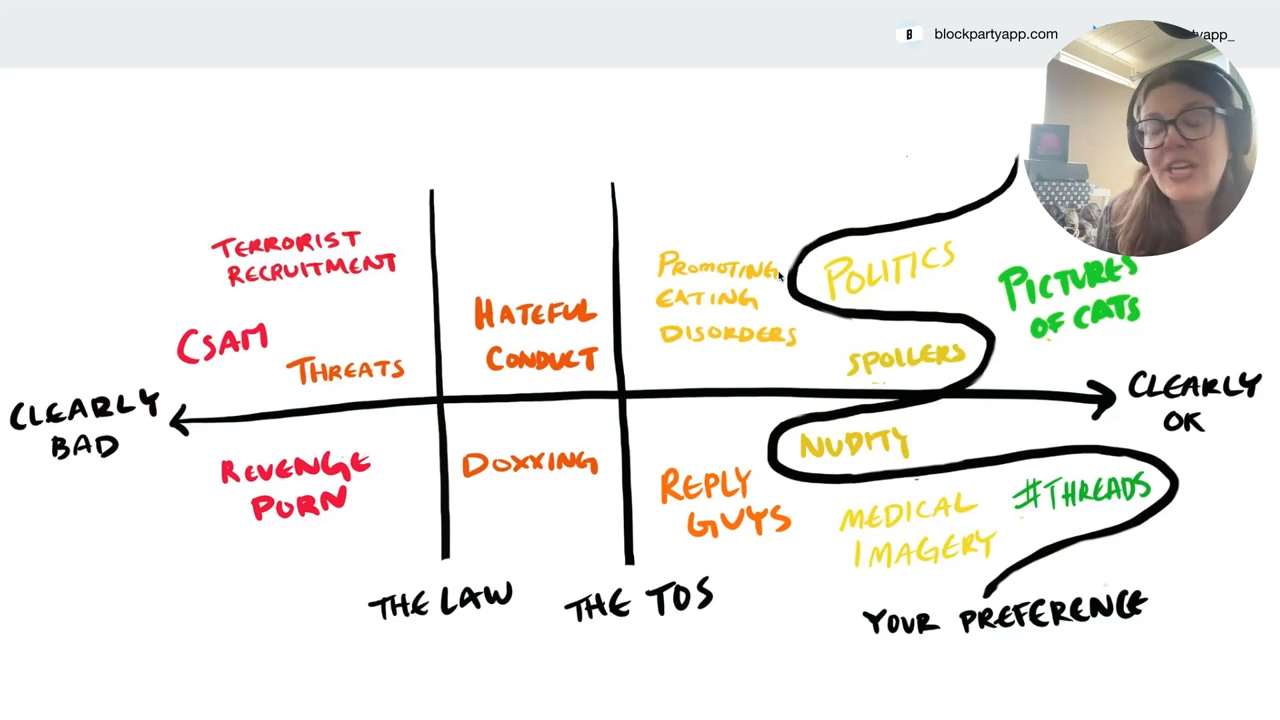 blockpartyapp.com
TERRORIST
RECRUITMENT
CSAM
THREATS
HATEFUL
CONDUCT
PROMOTING
EATING
DISORDERS
POLITICS
SPOILERS
PICTURES
OF CATS
CLEARLY
BAD
CLEARLY
OK
REVENGE
PORN
DOXXING
REPLY
GUYS
NUDITY
MEDICAL
IMAGERY
#THREADS
THE LAW
THE TOS
YOUR PREFERENCE